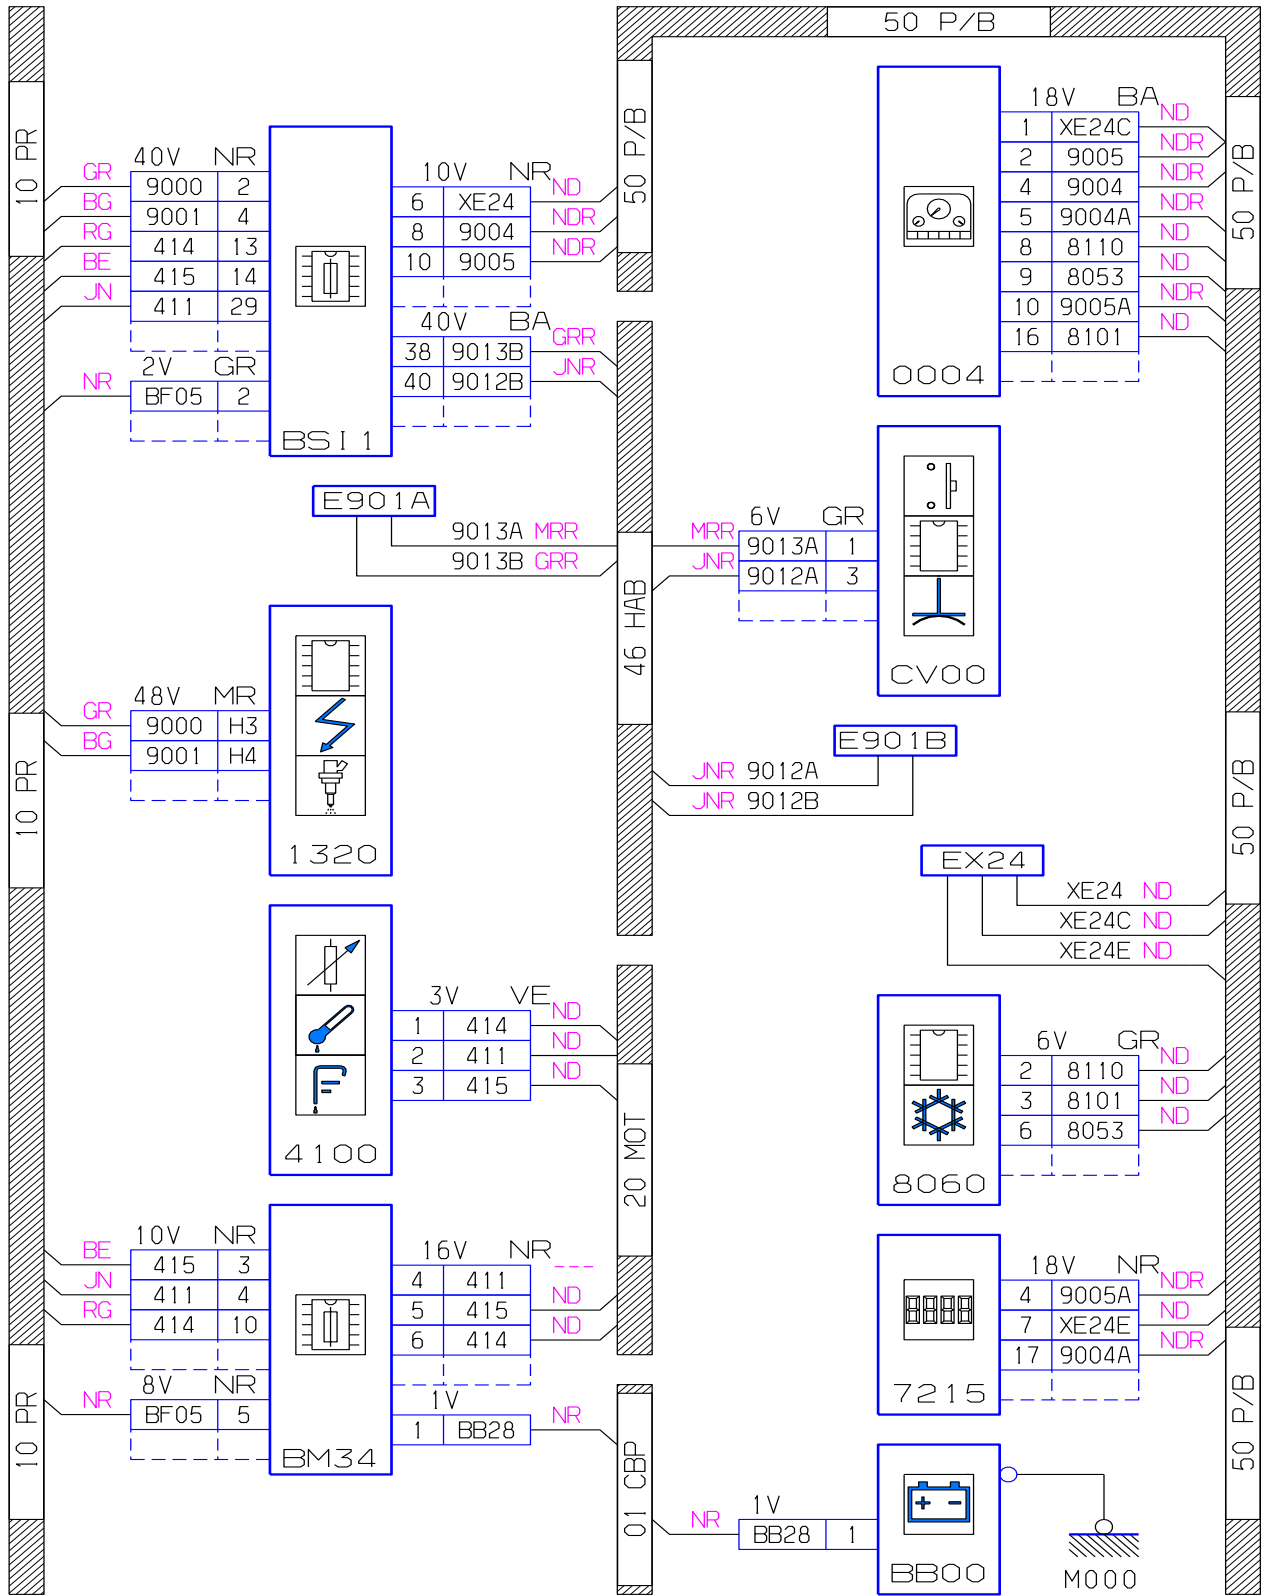 50 P/B
10 PR
40V NR
GR 9000 2
BG 9001 4
RG 414 13
BE 415 14
JN 411 29
2V GR
NR BF05 2
BSI1
10V NR
6 XE24 ND
8 9004 NDR
10 9005 NDR
40V BA
38 9013B GRR
40 9012B JNR
50 P/B
18V BA
1 XE24C ND
2 9005 NDR
4 9004 NDR
5 9004A NDR
8 8110 ND
9 8053 ND
10 9005A NDR
16 8101 ND
0004
50 P/B
E901A
9013A MRR
9013B GRR
46 HAB
6V GR
MRR 9013A 1
JNR 9012A 3
CV00
10 PR
48V MR
GR 9000 H3
BG 9001 H4
1320
E901B
JNR 9012A
JNR 9012B
50 P/B
EX24
XE24 ND
XE24C ND
XE24E ND
4100
3V VE
1 414 ND
2 411 ND
3 415 ND
20 MOT
6V GR
2 8110 ND
3 8101 ND
6 8053 ND
8060
10 PR
10V NR
BE 415 3
JN 411 4
RG 414 10
8V NR
NR BF05 5
BM34
16V NR
4 411 ---
5 415 ND
6 414 ND
1V
1 BB28 NR
01 CBP
8888
18V NR
4 9005A NDR
7 XE24E ND
17 9004A NDR
7215
50 P/B
1V
NR BB28 1
+ -
BB00
M000